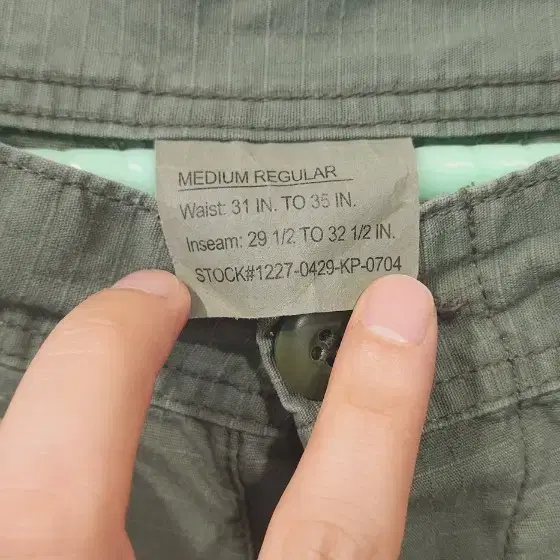 MEDIUM REGULAR
Waist: 31 IN. TO 35 IN.
Inseam: 29 1/2 TO 32 1/2 IN.
STOCK#1227-0429-KP-0704